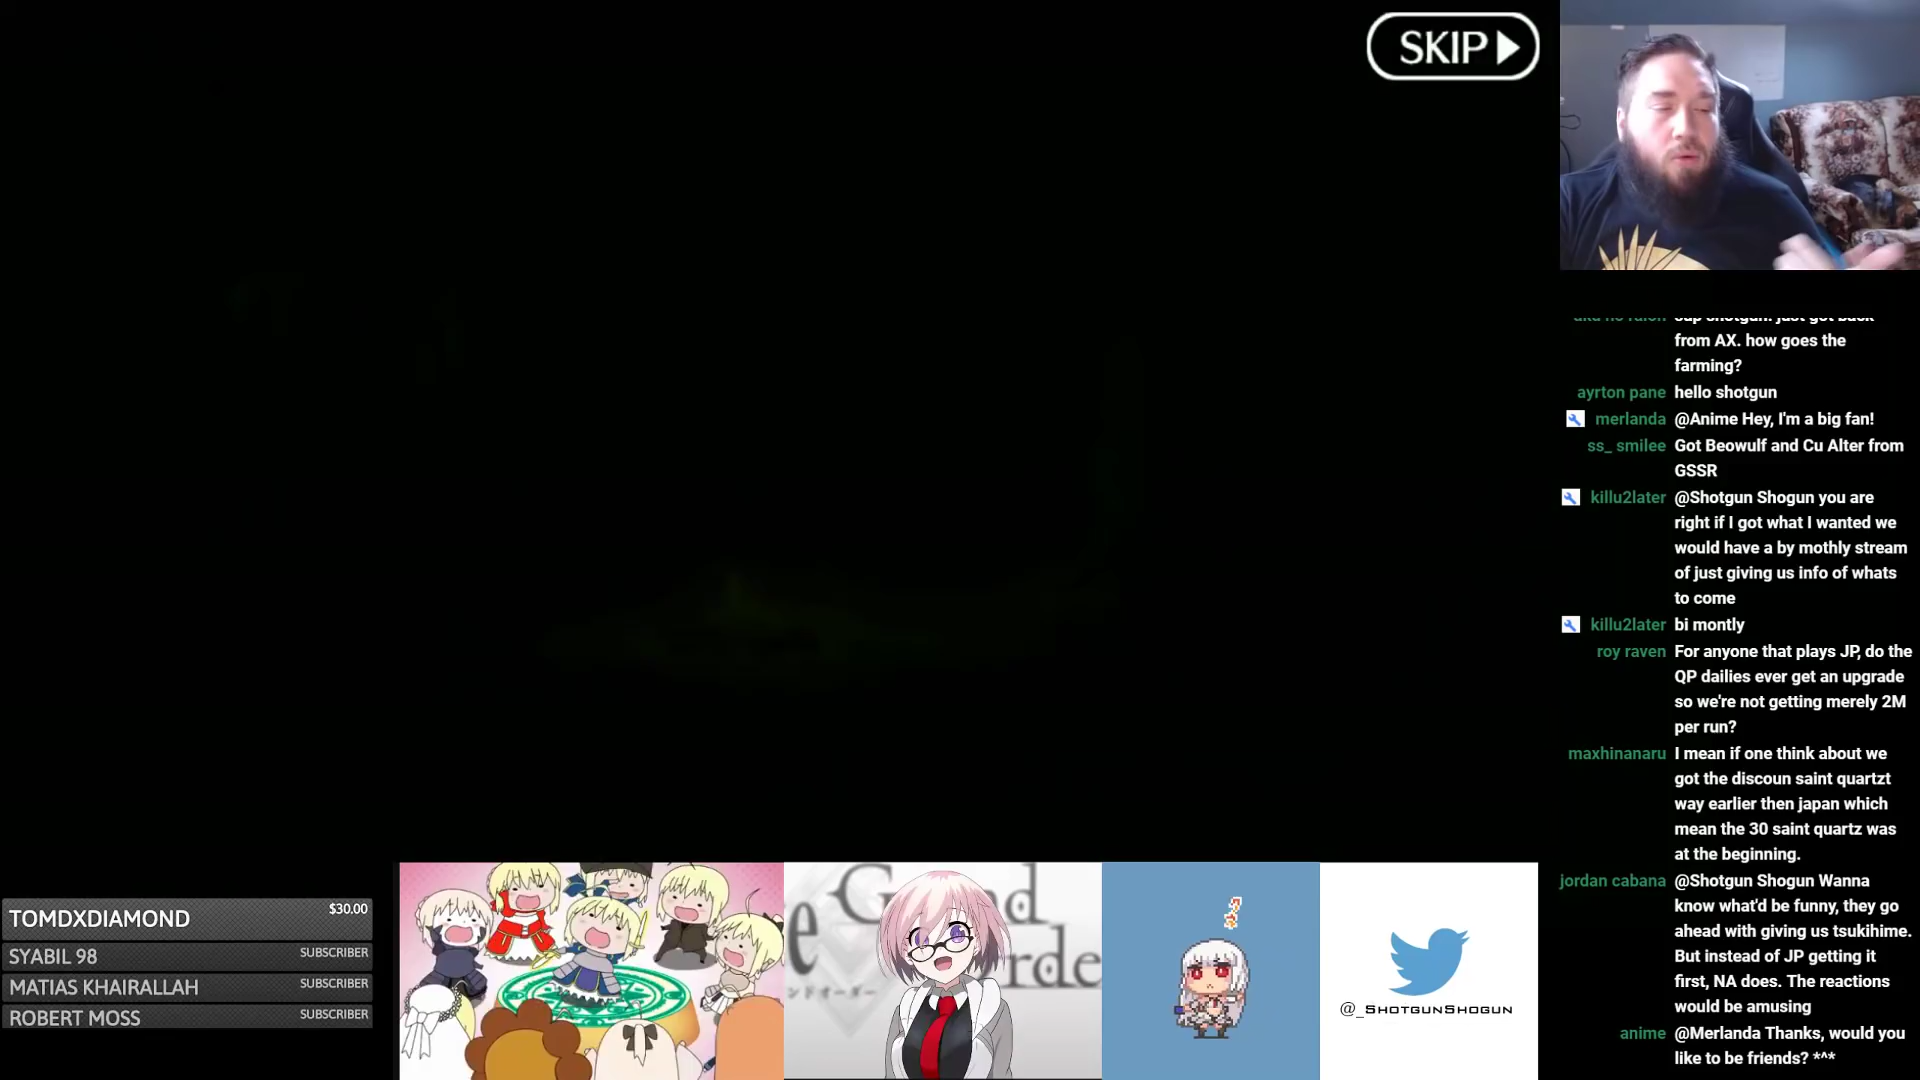 SKIP
from AX. how goes the
farming?
ayrton pane hello shotgun
merlanda @Anime Hey, I'm a big fan!
ss_ smilee Got Beowulf and Cu Alter from
GSSR
killu2later @Shotgun Shogun you are
right if I got what I wanted we
would have a by mothly stream
of just giving us info of whats
to come
killu2later bi montly
roy raven For anyone that plays JP, do the
QP dailies ever get an upgrade
so we're not getting merely 2M
per run?
maxhinanaru I mean if one think about we
got the discoun saint quartzt
way earlier then japan which
mean the 30 saint quartz was
at the beginning.
jordan cabana @Shotgun Shogun Wanna
know what'd be funny, they go
ahead with giving us tsukihime.
But instead of JP getting it
first, NA does. The reactions
would be amusing
anime @Merlanda Thanks, would you
like to be friends? *^*
TOMDXDIAMOND $30.00
SYABIL 98 SUBSCRIBER
MATIAS KHAIRALLAH SUBSCRIBER
ROBERT MOSS SUBSCRIBER
@_SHOTGUNSHOGUN